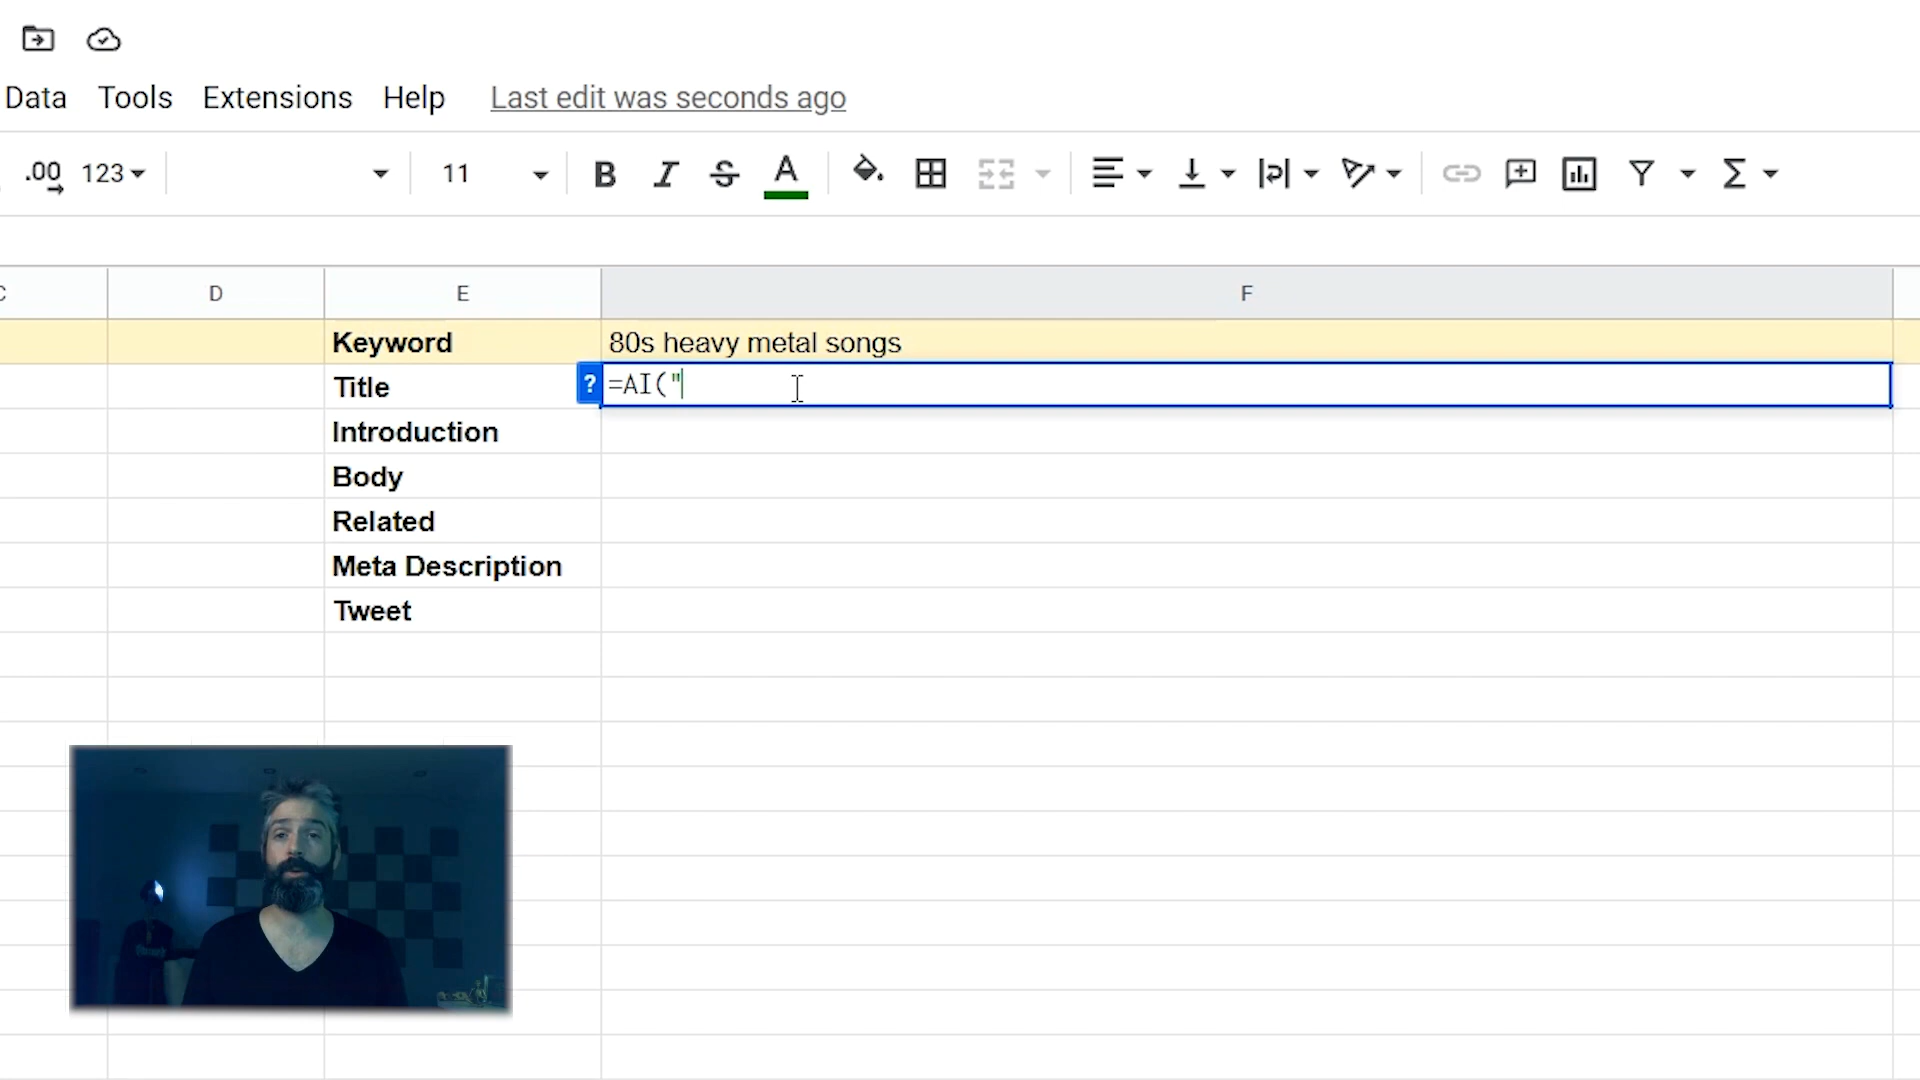 Data Tools Extensions Help Last edit was seconds ago
.00 123 11 B I S A
C D E F
Keyword 80s heavy metal songs
Title ? =AI("
Introduction
Body
Related
Meta Description
Tweet